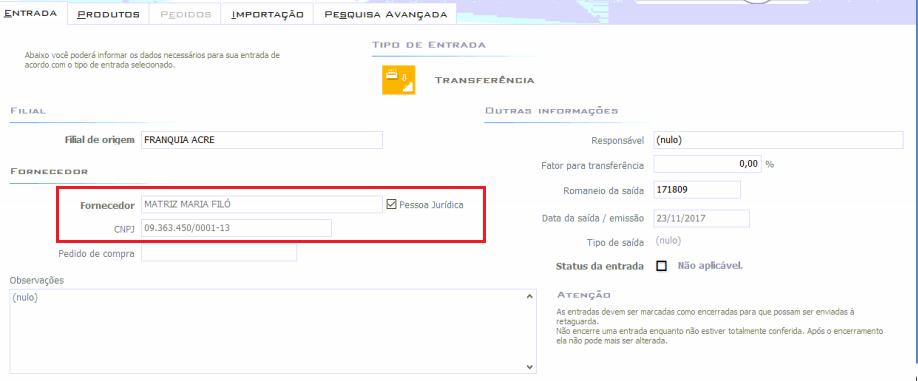 ENTRADA PRODUTOS PEDIDOS IMPORTAÇÃO PESQUISA AVANÇADA
Abaixo você poderá informar os dados necessários para sua entrada de
acordo com o tipo de entrada selecionado.
TIPO DE ENTRADA
TRANSFERÊNCIA
FILIAL
Filial de origem FRANQUIA ACRE
FORNECEDOR
Fornecedor MATRIZ MARIA FILÓ Pessoa Jurídica
CNPJ 09.363.450/0001-13
Pedido de compra
Observações
(nulo)
OUTRAS INFORMAÇÕES
Responsável (nulo)
Fator para transferência 0,00 %
Romaneio da saída 171809
Data da saída / emissão 23/11/2017
Tipo de saída (nulo)
Status da entrada Não aplicável.
ATENÇÃO
As entradas devem ser marcadas como encerradas para que possam ser enviadas à
retaguarda.
Não encerre uma entrada enquanto não estiver totalmente conferida. Após o encerramento
ela não pode mais ser alterada.